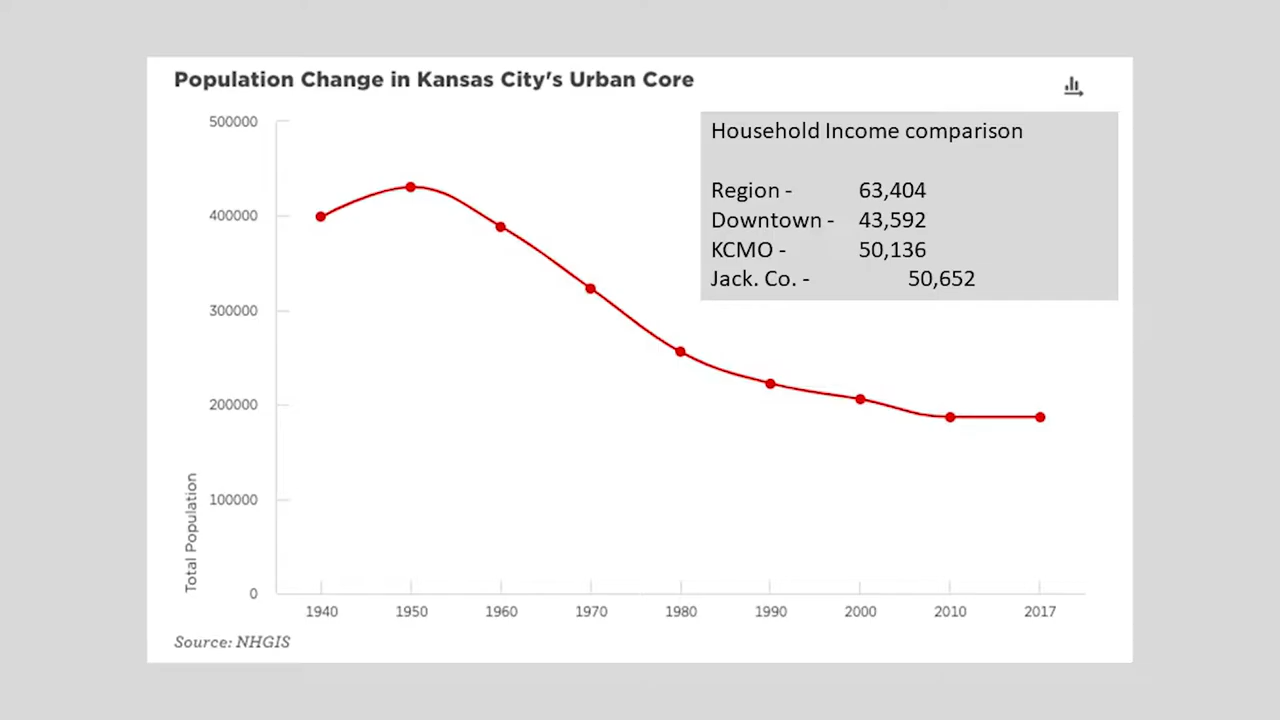 Population Change in Kansas City's Urban Core
500000
400000
300000
200000
100000
0
Total Population
Household Income comparison
Region - 63,404
Downtown - 43,592
KCMO - 50,136
Jack. Co. - 50,652
1940 1950 1960 1970 1980 1990 2000 2010 2017
Source: NHGIS